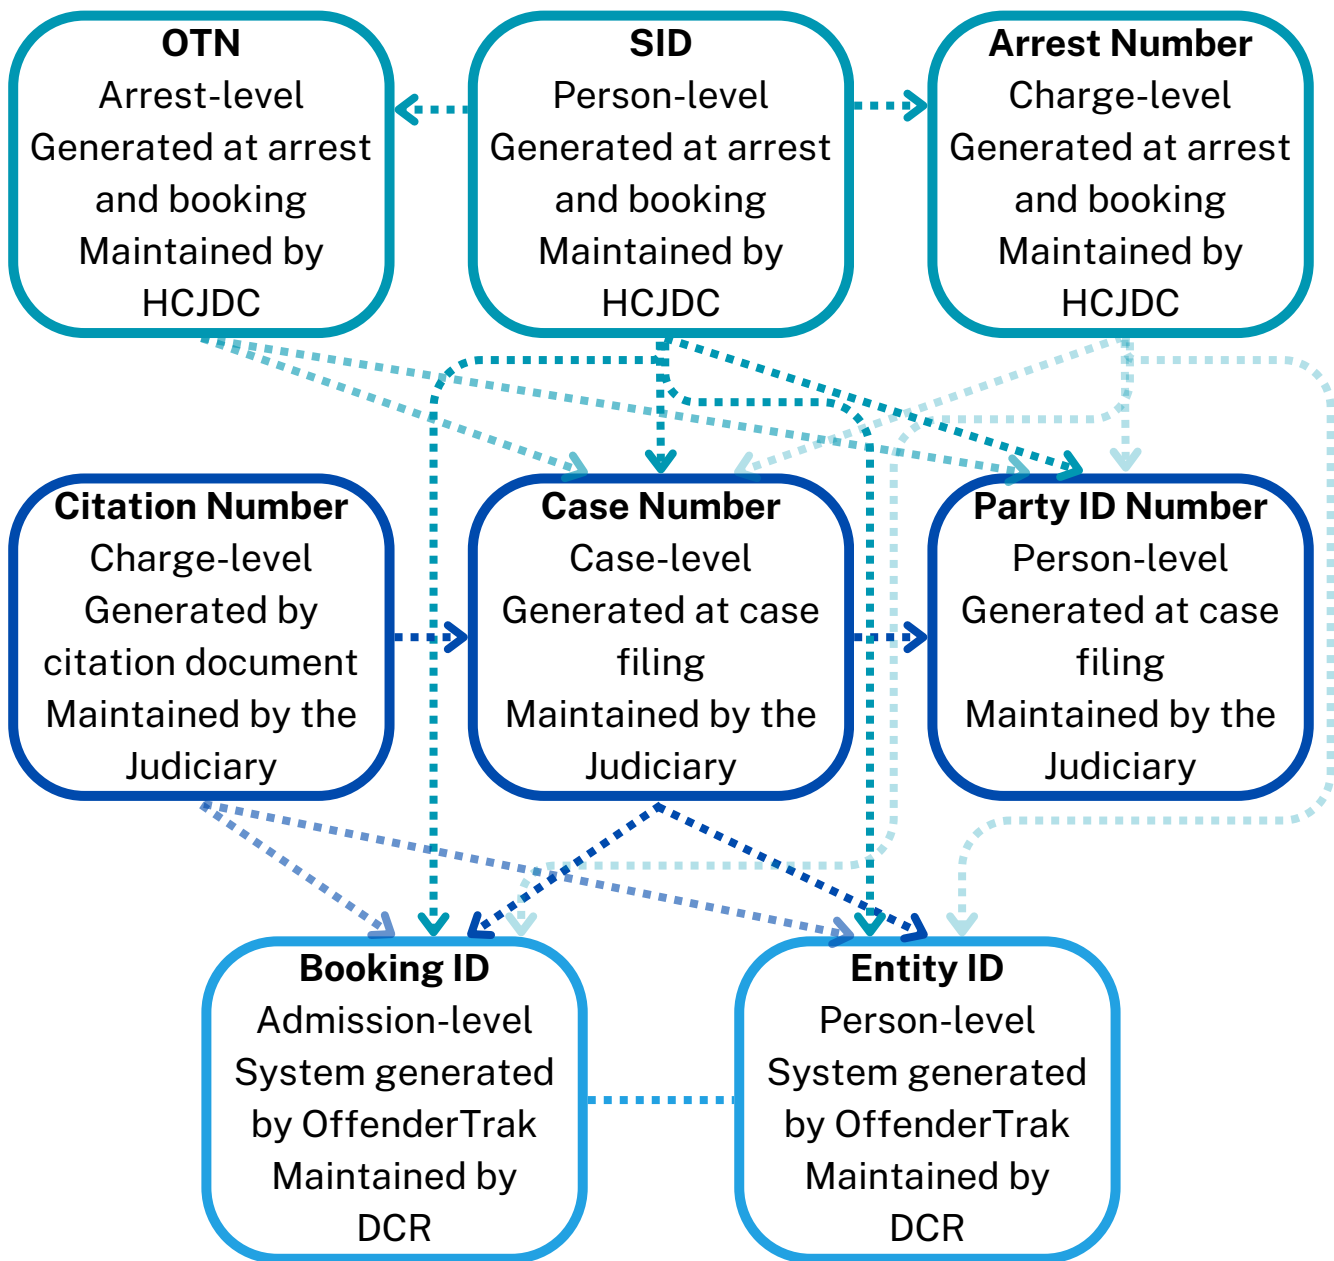 OTN
Arrest-level
Generated at arrest
and booking
Maintained by
HCJDC
SID
Person-level
Generated at arrest
and booking
Maintained by
HCJDC
Arrest Number
Charge-level
Generated at arrest
and booking
Maintained by
HCJDC
Citation Number
Charge-level
Generated by
citation document
Maintained by the
Judiciary
Case Number
Case-level
Generated at case
filing
Maintained by the
Judiciary
Party ID Number
Person-level
Generated at case
filing
Maintained by the
Judiciary
Booking ID
Admission-level
System generated
by OffenderTrak
Maintained by
DCR
Entity ID
Person-level
System generated
by OffenderTrak
Maintained by
DCR